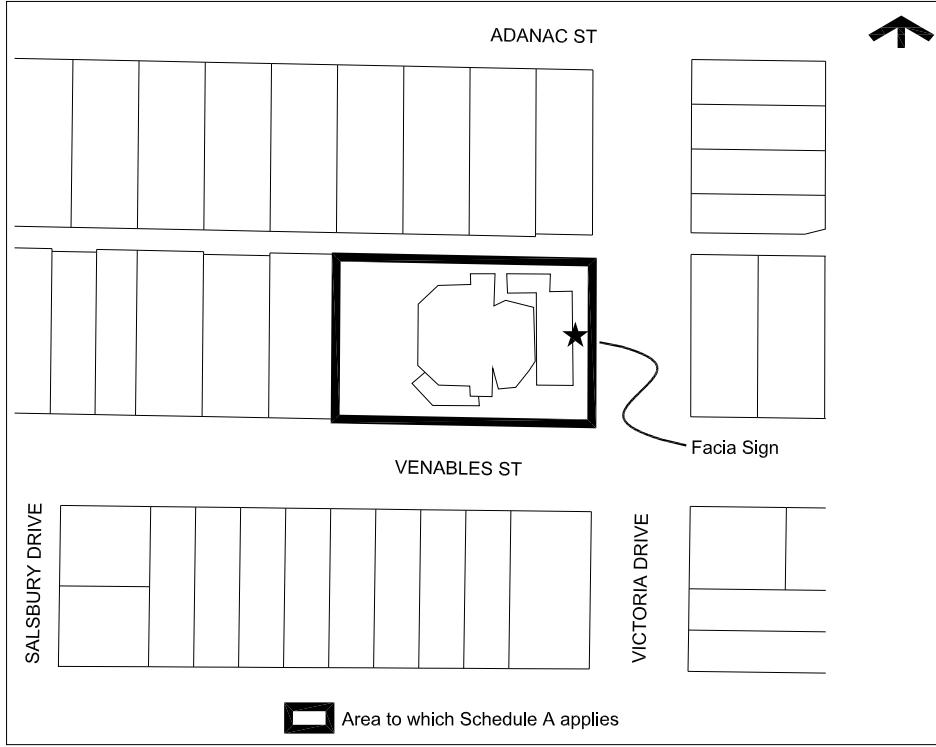 ADANAC ST
Facia Sign
VENABLES ST
SALSBURY DRIVE
VICTORIA DRIVE
Area to which Schedule A applies